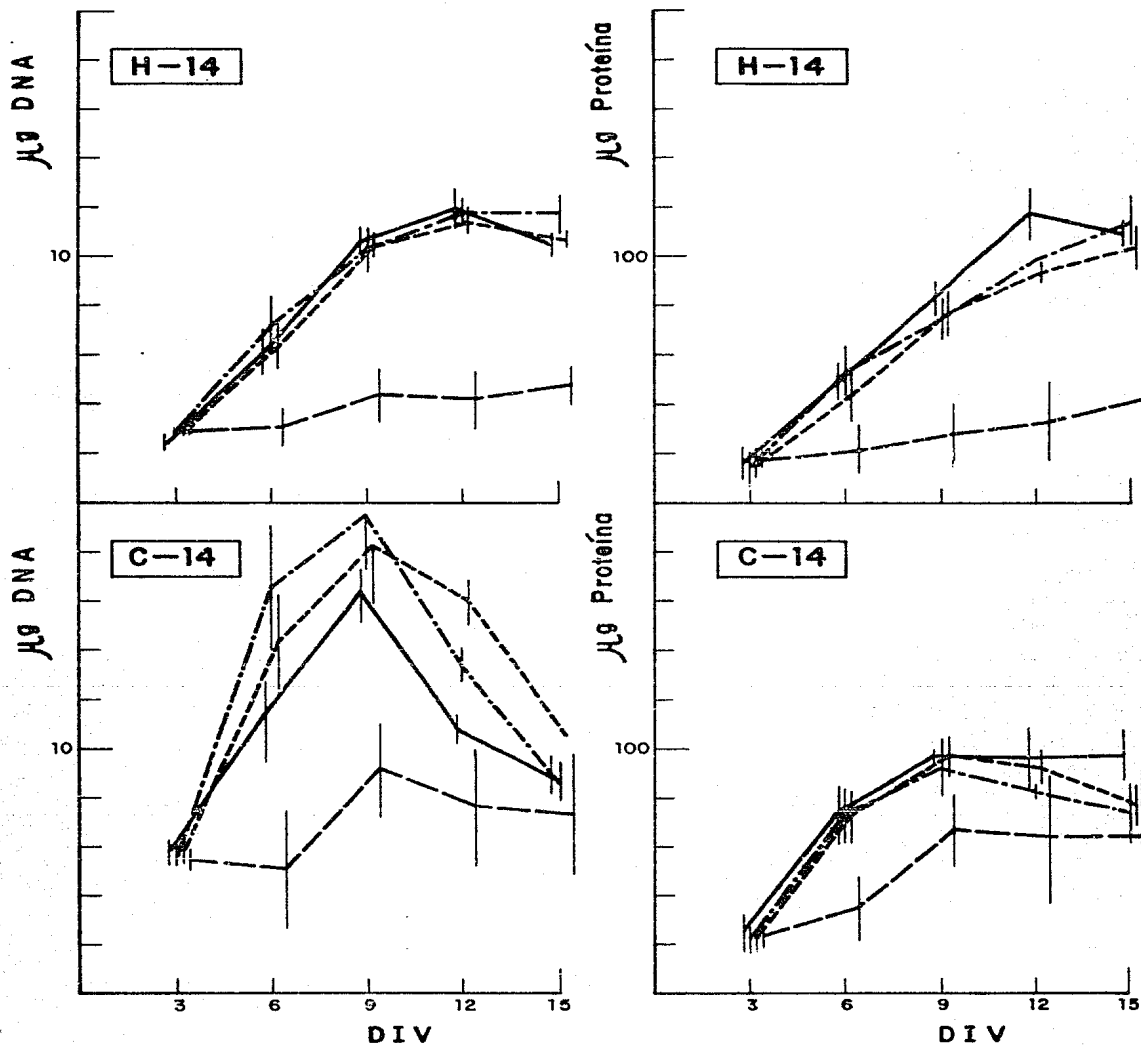 µg DNA
H-14
10
µg Proteína
H-14
100
µg DNA
C-14
10
3 6 9 12 15
DIV
µg Proteína
C-14
100
3 6 9 12 15
DIV